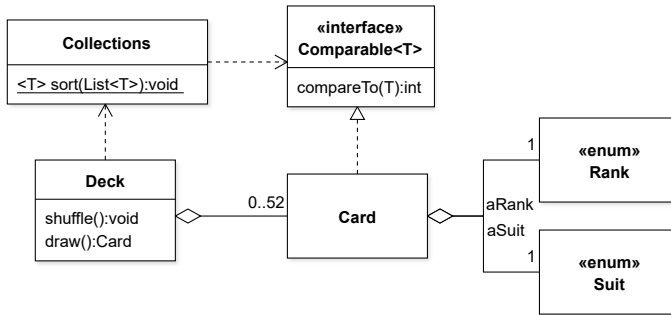 Collections
<T> sort(List<T>):void
«interface»
Comparable<T>
compareTo(T):int
Deck
shuffle():void
draw():Card
0..52
Card
aRank
aSuit
1
«enum»
Rank
1
«enum»
Suit